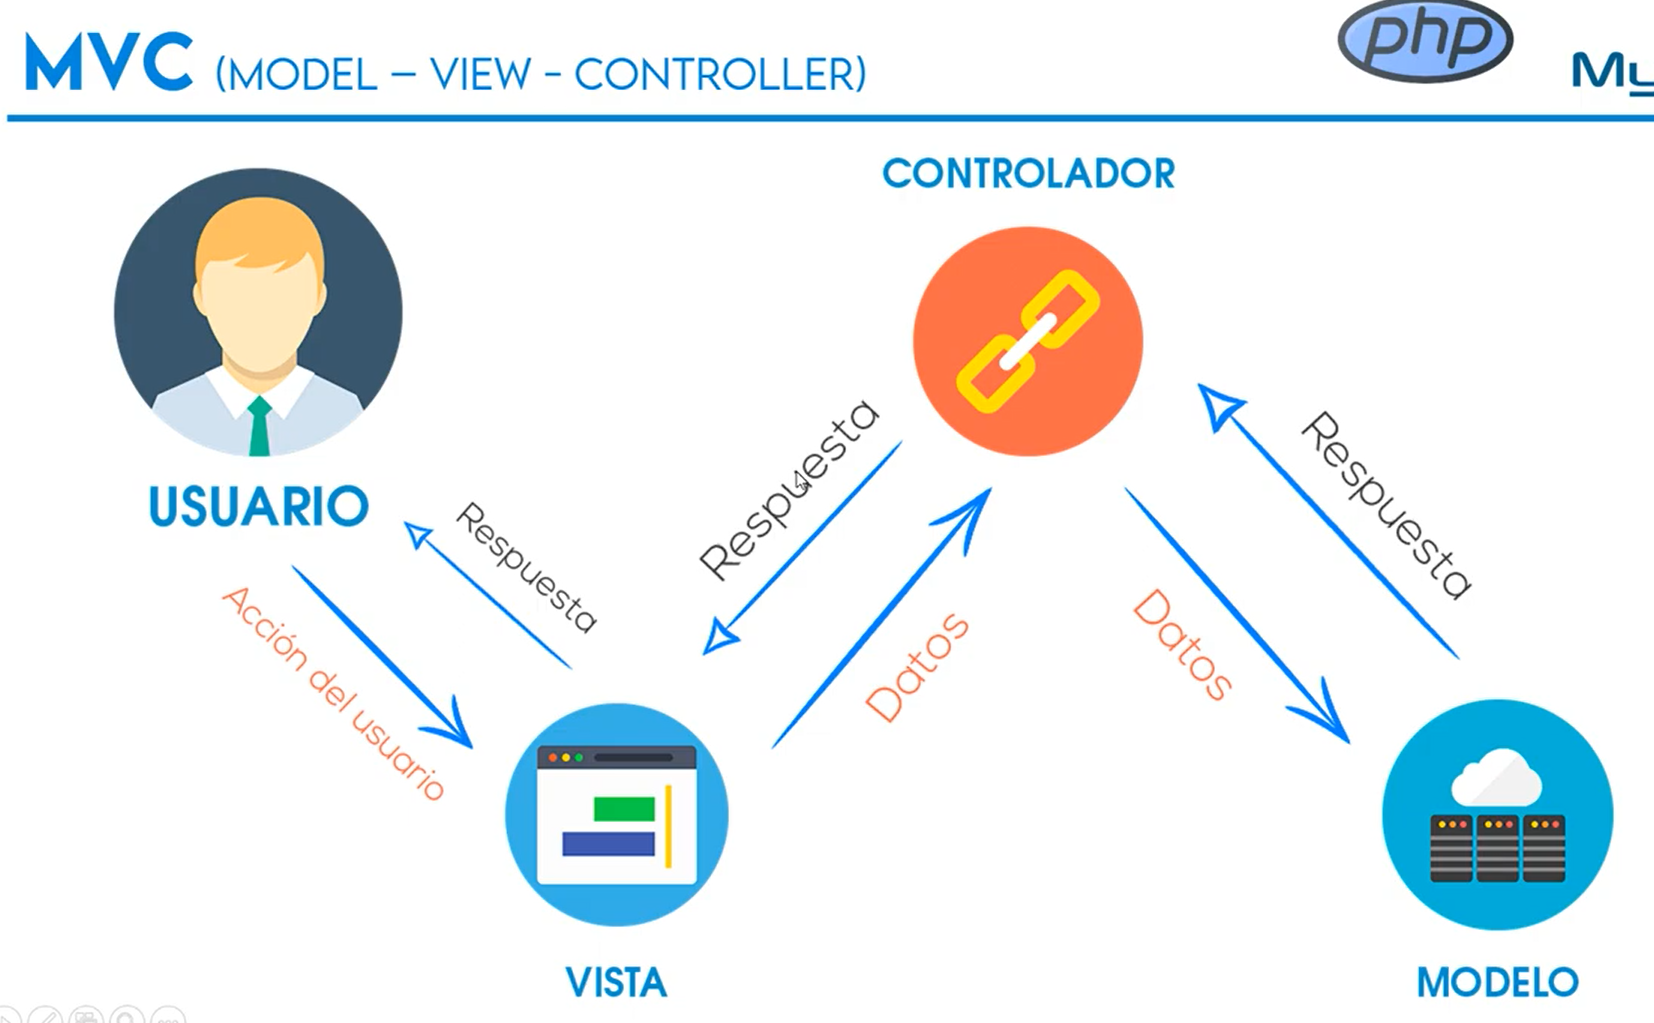 MVC (MODEL – VIEW - CONTROLLER)
php
My
CONTROLADOR
USUARIO
Respuesta
Acción del usuario
Respuesta
Datos
Respuesta
Datos
VISTA
MODELO